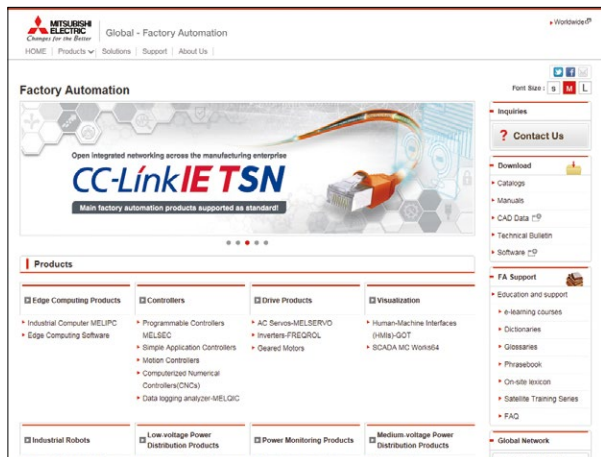 MITSUBISHI
ELECTRIC
Changes for the Better
Global - Factory Automation
Worldwide
HOME
Products
Solutions
Support
About Us
Font Size :
S
M
L
Factory Automation
Open integrated networking across the manufacturing enterprise
CC-Link IE TSN
Main factory automation products supported as standard!
Products
Edge Computing Products
Industrial Computer MELIPC
Edge Computing Software
Controllers
Programmable Controllers
MELSEC
Simple Application Controllers
Motion Controllers
Computerized Numerical
Controllers(CNCs)
Data logging analyzer-MELQIC
Drive Products
AC Servos-MELSERVO
Inverters-FREQROL
Geared Motors
Visualization
Human-Machine Interfaces
(HMIs)-GOT
SCADA MC Works64
Industrial Robots
Low-voltage Power
Distribution Products
Power Monitoring Products
Medium-voltage Power
Distribution Products
Inquiries
? Contact Us
Download
Catalogs
Manuals
CAD Data
Technical Bulletin
Software
FA Support
Education and support
e-learning courses
Dictionaries
Glossaries
Phrasebook
On-site lexicon
Satellite Training Series
FAQ
Global Network